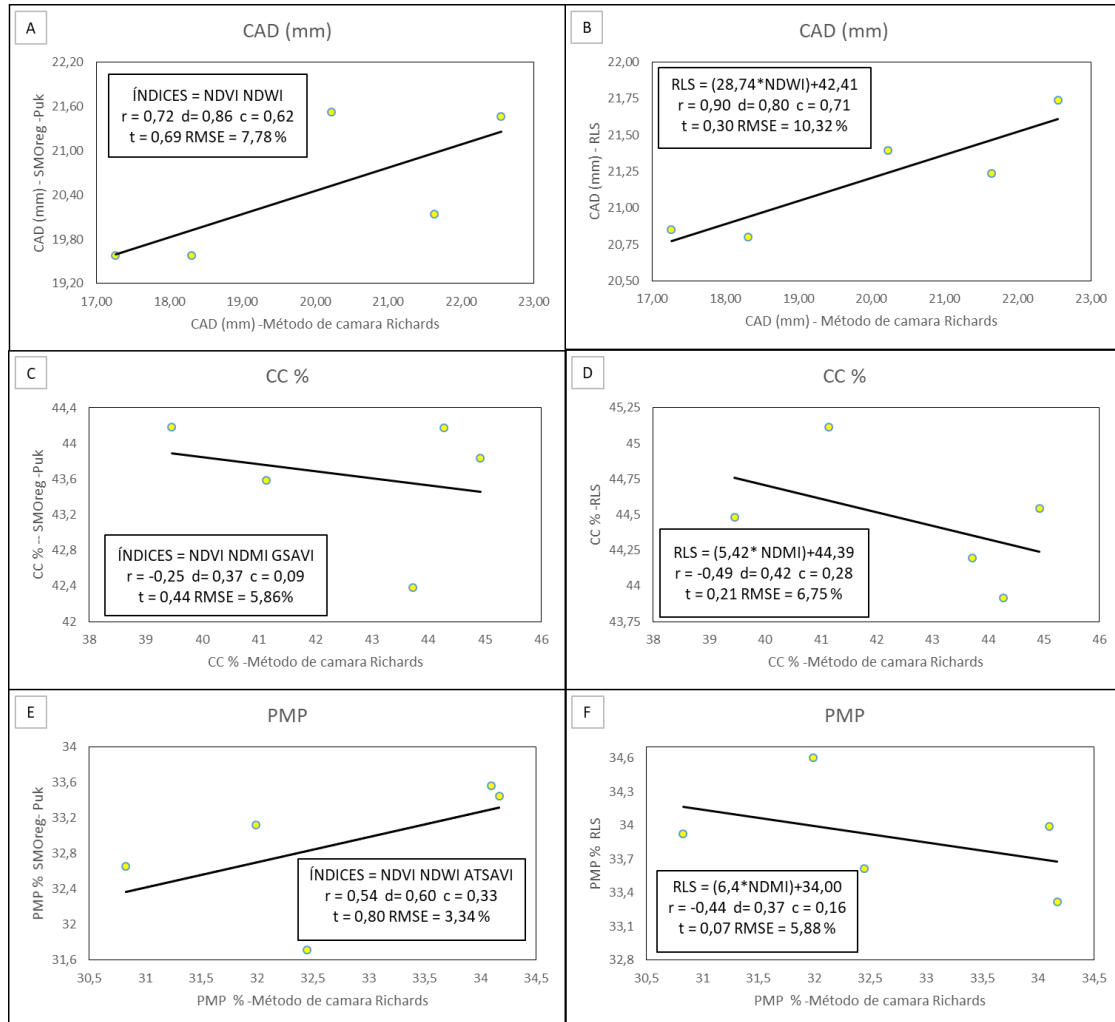 A
CAD (mm)
CAD (mm) - SMOreg -Puk
22,20
21,60
21,00
20,40
19,80
19,20
ÍNDICES = NDVI NDWI
r = 0,72 d= 0,86 c = 0,62
t = 0,69 RMSE = 7,78 %
17,00 18,00 19,00 20,00 21,00 22,00 23,00
CAD (mm) -Método de camara Richards
B
CAD (mm)
CAD (mm) - RLS
22,00
21,75
21,50
21,25
21,00
20,75
20,50
RLS = (28,74*NDWI)+42,41
r = 0,90 d= 0,80 c = 0,71
t = 0,30 RMSE = 10,32 %
17,00 18,00 19,00 20,00 21,00 22,00 23,00
CAD (mm) - Método de camara Richards
C
CC %
CC % -- SMOreg -Puk
44,4
44
43,6
43,2
42,8
42,4
42
ÍNDICES = NDVI NDMI GSAVI
r = -0,25 d= 0,37 c = 0,09
t = 0,44 RMSE = 5,86%
38 39 40 41 42 43 44 45 46
CC % -Método de camara Richards
D
CC %
CC % -RLS
45,25
45
44,75
44,5
44,25
44
43,75
RLS = (5,42* NDMI)+44,39
r = -0,49 d= 0,42 c = 0,28
t = 0,21 RMSE = 6,75 %
38 39 40 41 42 43 44 45 46
CC % -Método de camara Richards
E
PMP
PMP % SMOreg- Puk
34
33,6
33,2
32,8
32,4
32
31,6
ÍNDICES = NDVI NDWI ATSAVI
r = 0,54 d= 0,60 c = 0,33
t = 0,80 RMSE = 3,34 %
30,5 31 31,5 32 32,5 33 33,5 34 34,5
PMP % -Método de camara Richards
F
PMP
PMP % RLS
34,6
34,3
34
33,7
33,4
33,1
32,8
RLS = (6,4*NDMI)+34,00
r = -0,44 d= 0,37 c = 0,16
t = 0,07 RMSE = 5,88 %
30,5 31 31,5 32 32,5 33 33,5 34 34,5
PMP % -Método de camara Richards